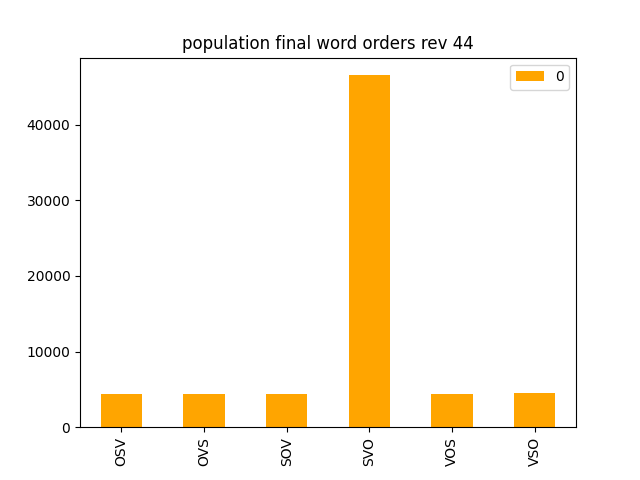 population final word orders rev 44
0
40000
30000
20000
10000
0
OSV
OVS
SOV
SVO
VOS
VSO